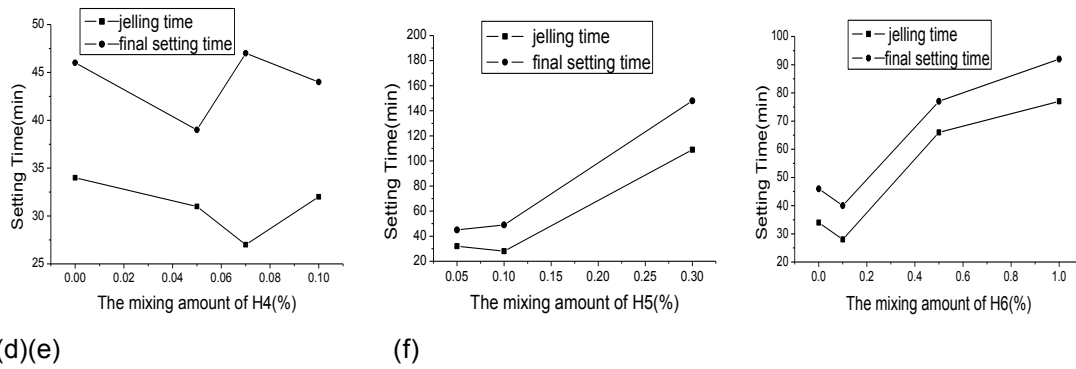 jelling time
final setting time
50
45
40
35
30
25
Setting Time(min)
0.00 0.02 0.04 0.06 0.08 0.10
The mixing amount of H4(%)
jelling time
final setting time
200
180
160
140
120
100
80
60
40
20
Setting Time(min)
0.05 0.10 0.15 0.20 0.25 0.30
The mixing amount of H5(%)
jelling time
final setting time
100
90
80
70
60
50
40
30
20
Setting Time(min)
0.0 0.2 0.4 0.6 0.8 1.0
The mixing amount of H6(%)
(d)(e) (f)